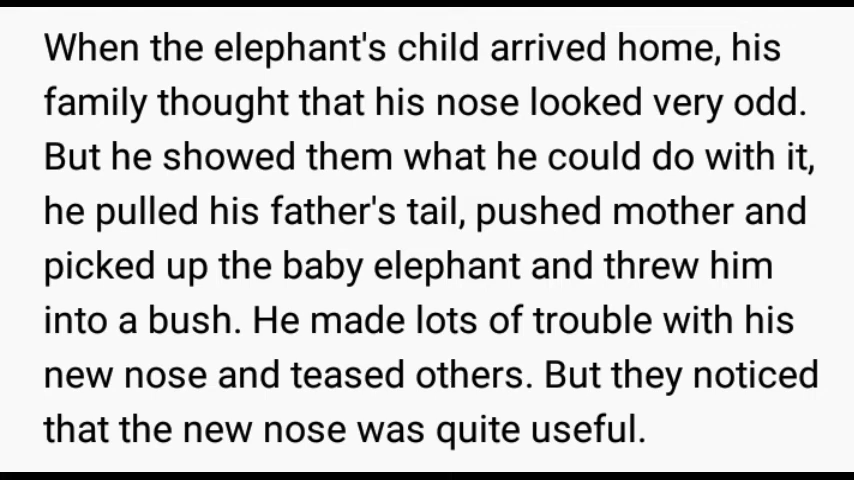 When the elephant's child arrived home, his
family thought that his nose looked very odd.
But he showed them what he could do with it,
he pulled his father's tail, pushed mother and
picked up the baby elephant and threw him
into a bush. He made lots of trouble with his
new nose and teased others. But they noticed
that the new nose was quite useful.